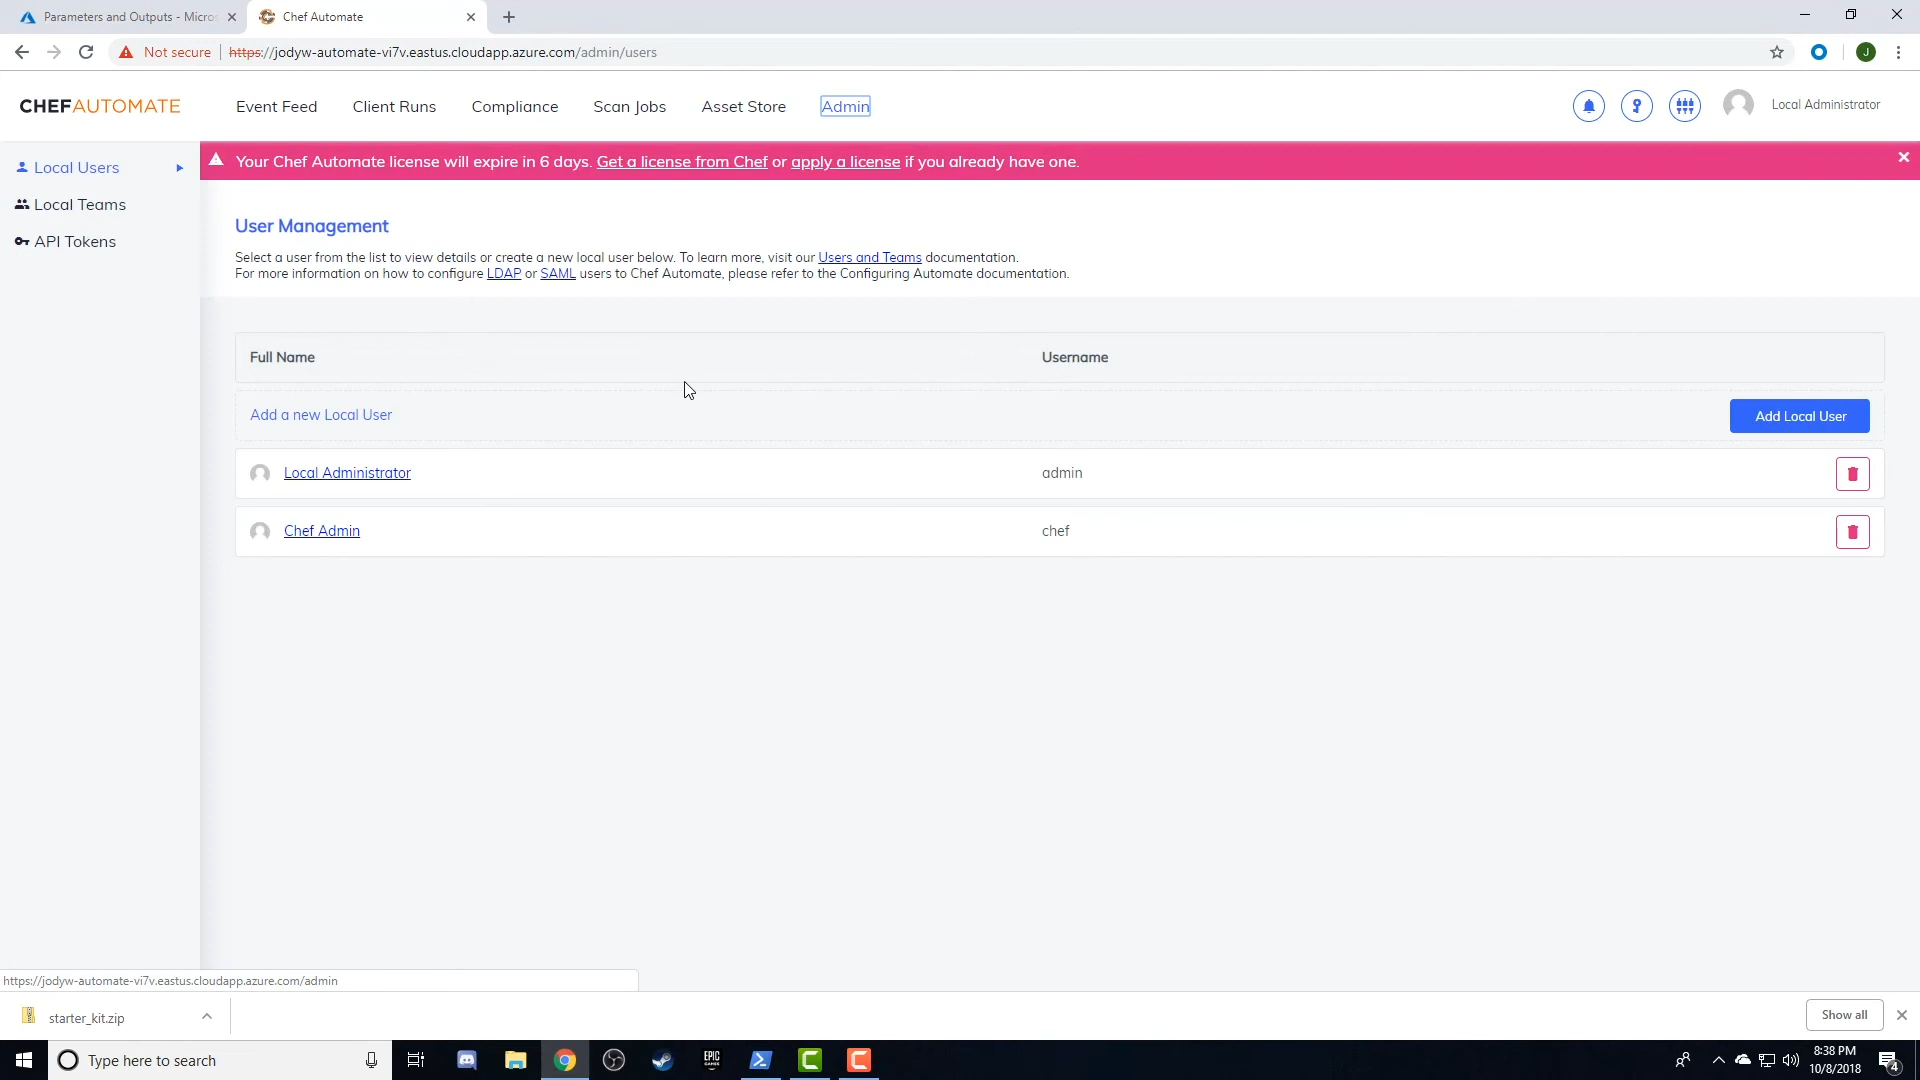 Parameters and Outputs - Micro
Chef Automate
Not secure
https://jodyw-automate-vi7v.eastus.cloudapp.azure.com/admin/users
J
CHEFAUTOMATE
Event Feed
Client Runs
Compliance
Scan Jobs
Asset Store
Admin
Local Administrator
Local Users
Local Teams
API Tokens
Your Chef Automate license will expire in 6 days. Get a license from Chef or apply a license if you already have one.
User Management
Select a user from the list to view details or create a new local user below. To learn more, visit our Users and Teams documentation.
For more information on how to configure LDAP or SAML users to Chef Automate, please refer to the Configuring Automate documentation.
Full Name
Username
Add a new Local User
Add Local User
Local Administrator
admin
Chef Admin
chef
https://jodyw-automate-vi7v.eastus.cloudapp.azure.com/admin
starter_kit.zip
Show all
Type here to search
EPIC
GAMES
8:38 PM
10/8/2018
4